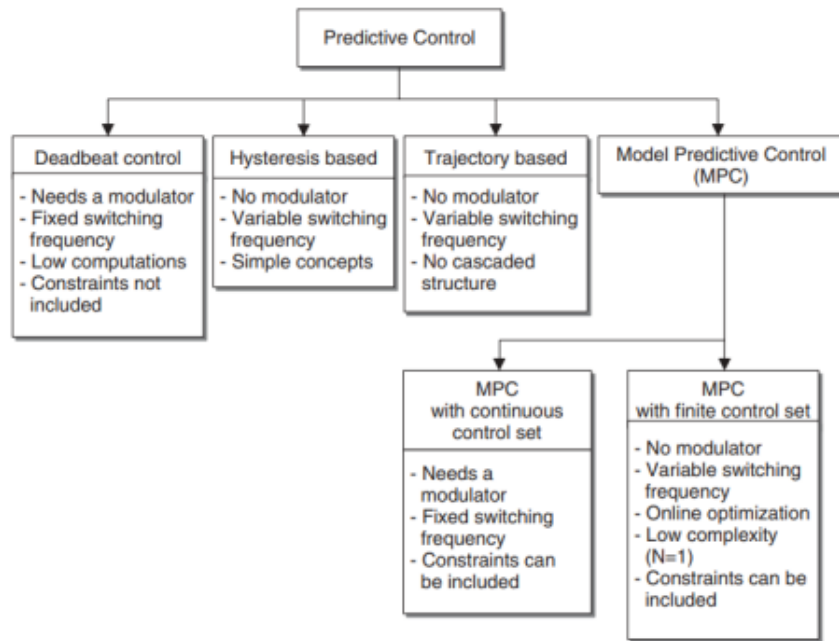 Predictive Control
Deadbeat control
- Needs a modulator
- Fixed switching
frequency
- Low computations
- Constraints not
included
Hysteresis based
- No modulator
- Variable switching
frequency
- Simple concepts
Trajectory based
- No modulator
- Variable switching
frequency
- No cascaded
structure
Model Predictive Control
(MPC)
MPC
with continuous
control set
- Needs a
modulator
- Fixed switching
frequency
- Constraints can
be included
MPC
with finite control set
- No modulator
- Variable switching
frequency
- Online optimization
- Low complexity
(N=1)
- Constraints can be
included